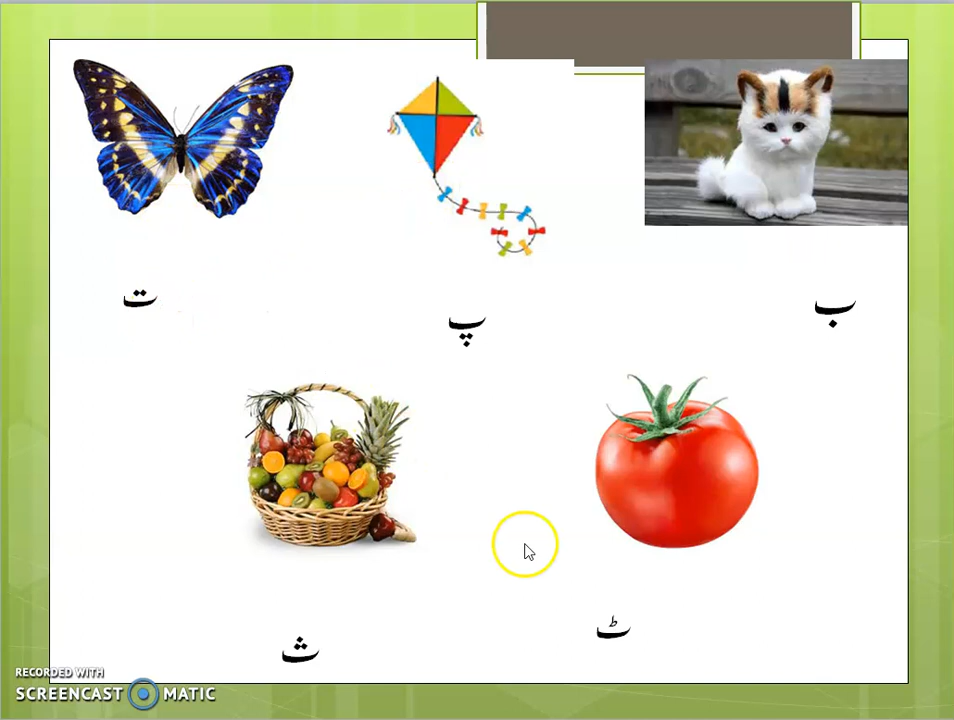 ب
پ
ت
ٹ
ث
RECORDED WITH
SCREENCAST MATIC